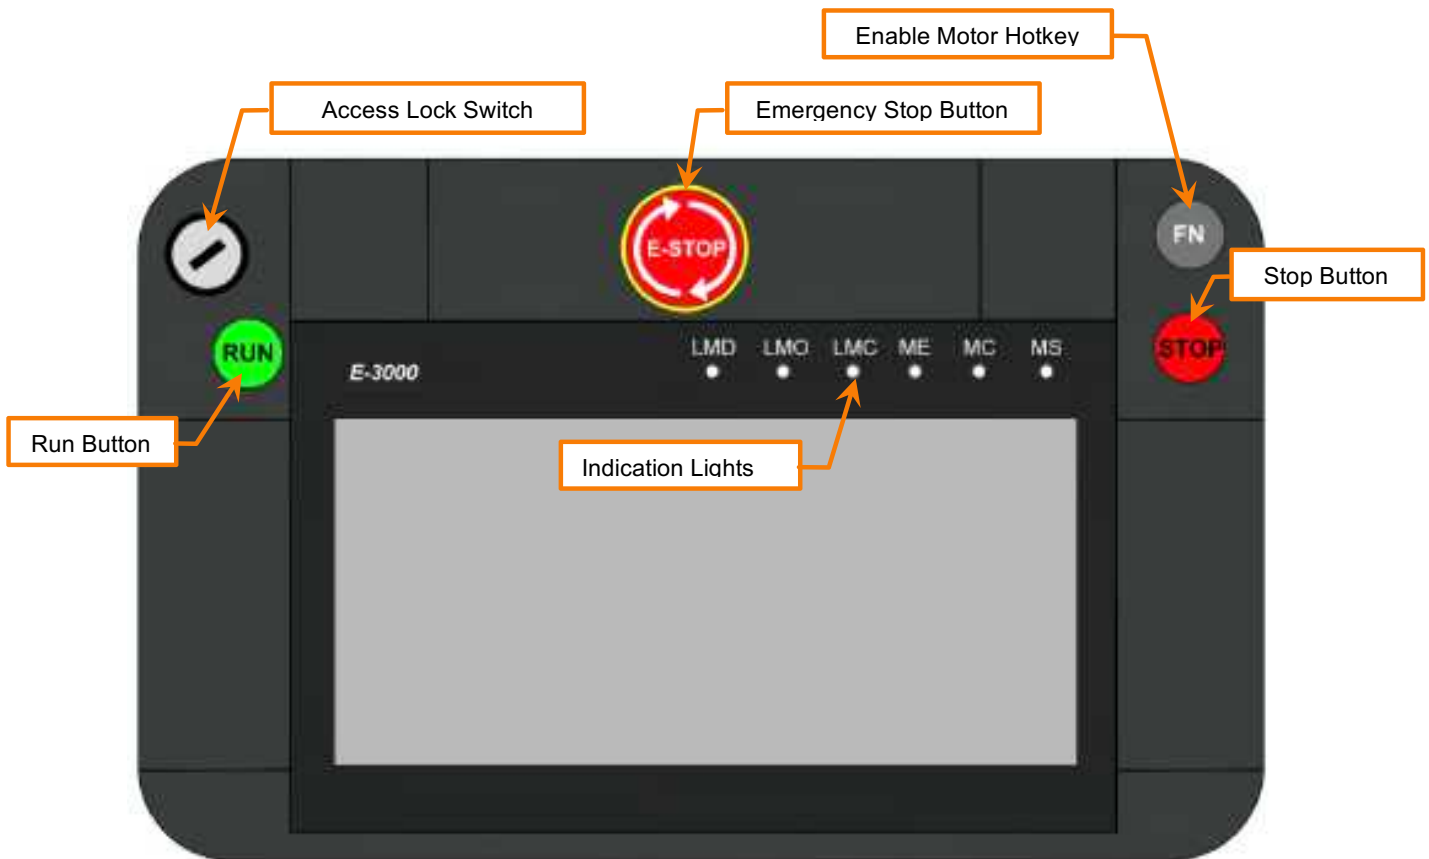 Enable Motor Hotkey
Access Lock Switch
Emergency Stop Button
E-STOP
FN
Stop Button
RUN
LMD LMO LMC ME MC MS
STOP
E-3000
Run Button
Indication Lights